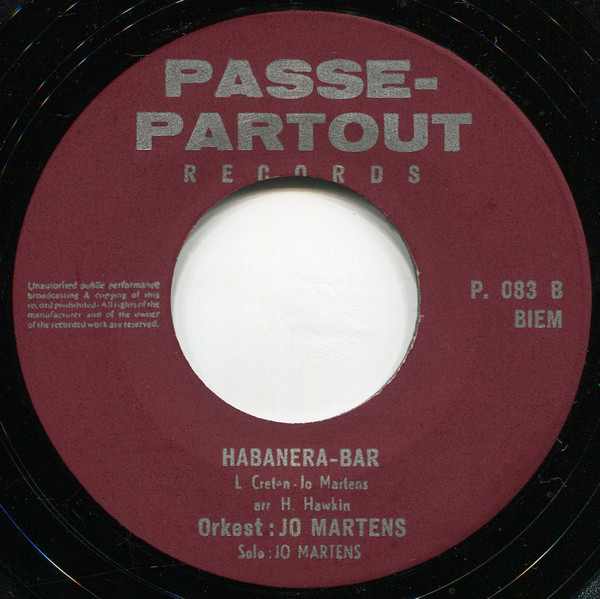 PASSE-
PARTOUT
RECORDS
Unauthorised public performance
broadcasting & copying of this
record prohibited. All rights of the
manufacturer and of the owner
of the recorded work are reserved.
P. 083 B
BIEM
HABANERA-BAR
L Creten - Jo Martens
arr H. Hawkin
Orkest : JO MARTENS
Solo : JO MARTENS